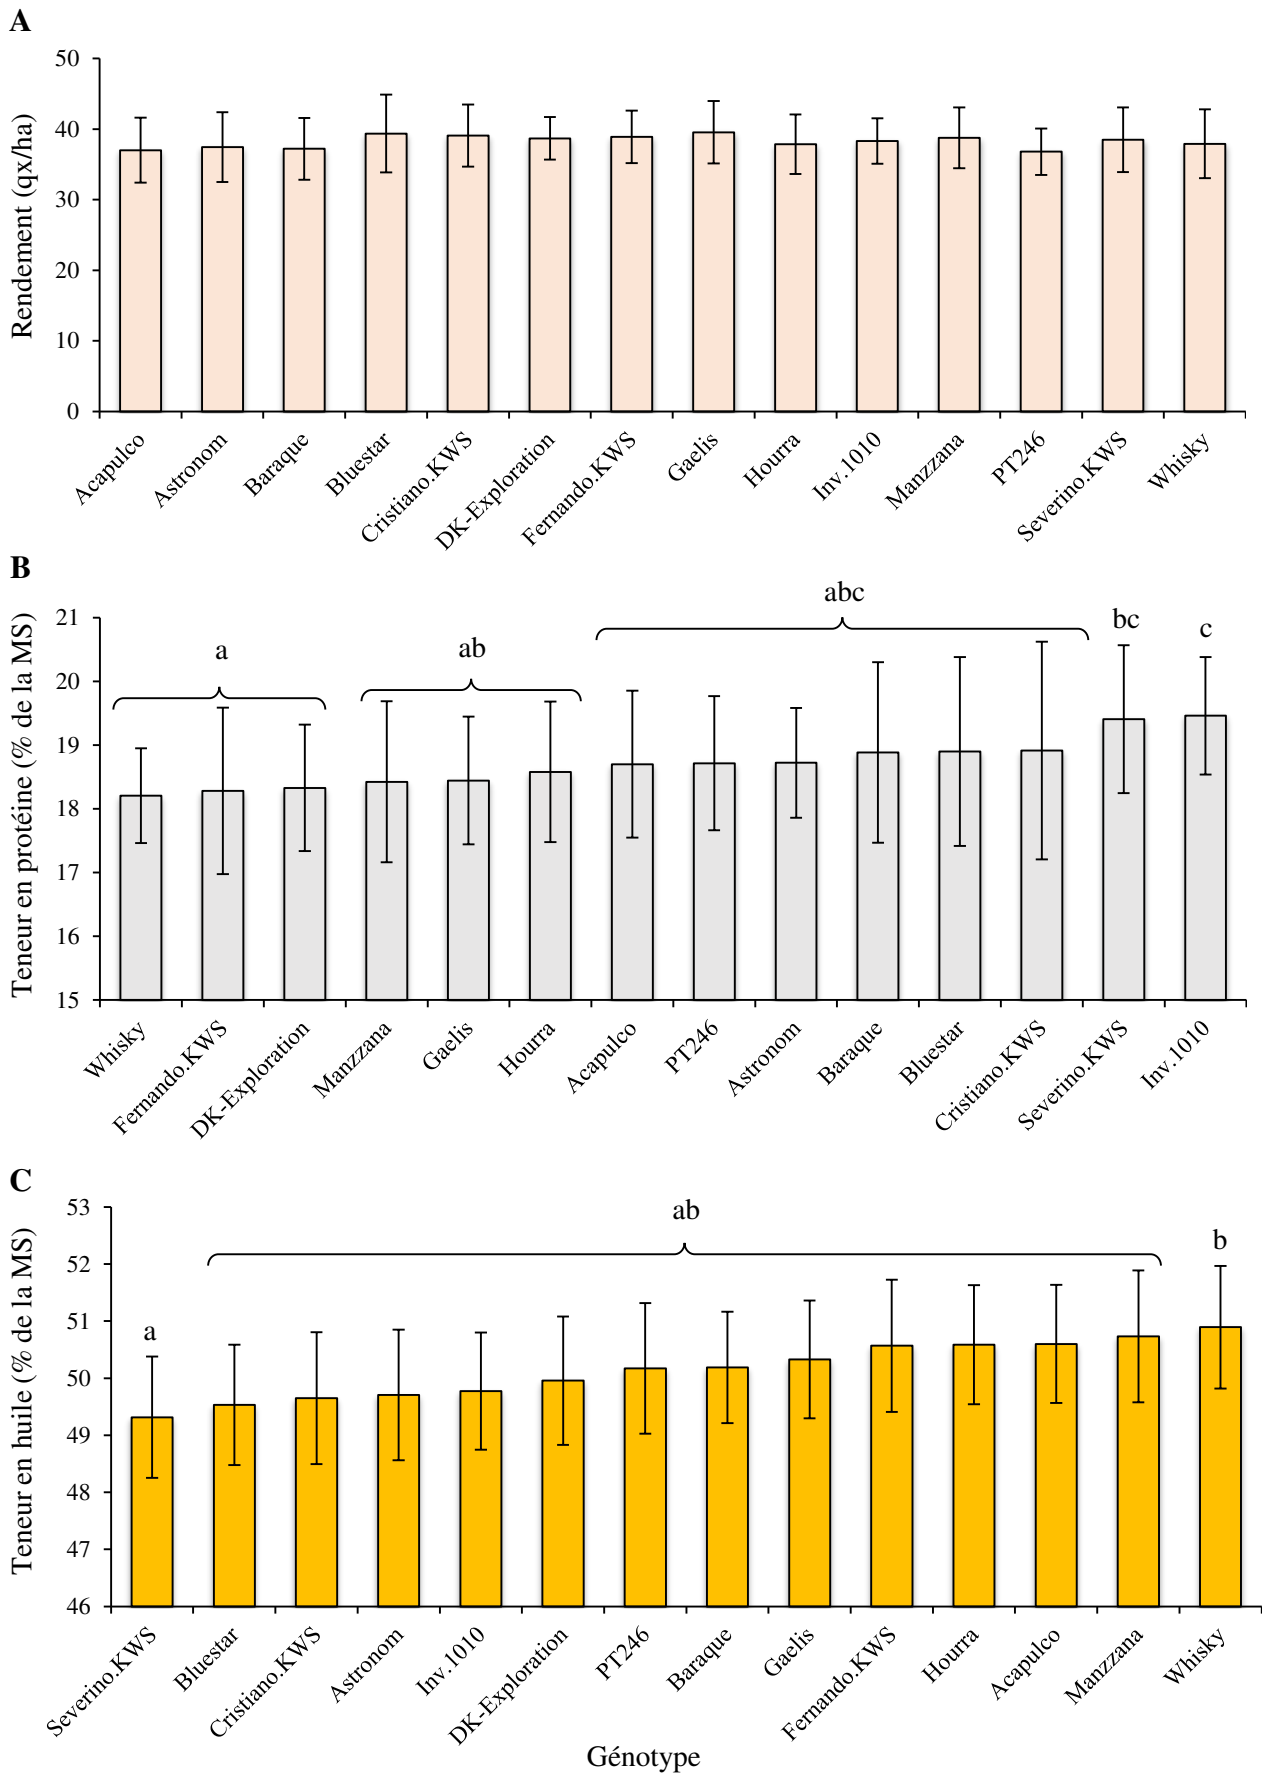 A
Rendement (qx/ha)
50
40
30
20
10
0
Acapulco
Astronom
Baraque
Bluestar
Cristiano.KWS
DK-Exploration
Fernando.KWS
Gaelis
Hourra
Inv.1010
Manzzana
PT246
Severino.KWS
Whisky
B
Teneur en protéine (% de la MS)
21
20
19
18
17
16
15
a
ab
abc
bc
c
Whisky
Fernando.KWS
DK-Exploration
Manzzana
Gaelis
Hourra
Acapulco
PT246
Astronom
Baraque
Bluestar
Cristiano.KWS
Severino.KWS
Inv.1010
C
Teneur en huile (% de la MS)
53
52
51
50
49
48
47
46
a
ab
b
Severino.KWS
Bluestar
Cristiano.KWS
Astronom
Inv.1010
DK-Exploration
PT246
Baraque
Gaelis
Fernando.KWS
Hourra
Acapulco
Manzzana
Whisky
Génotype